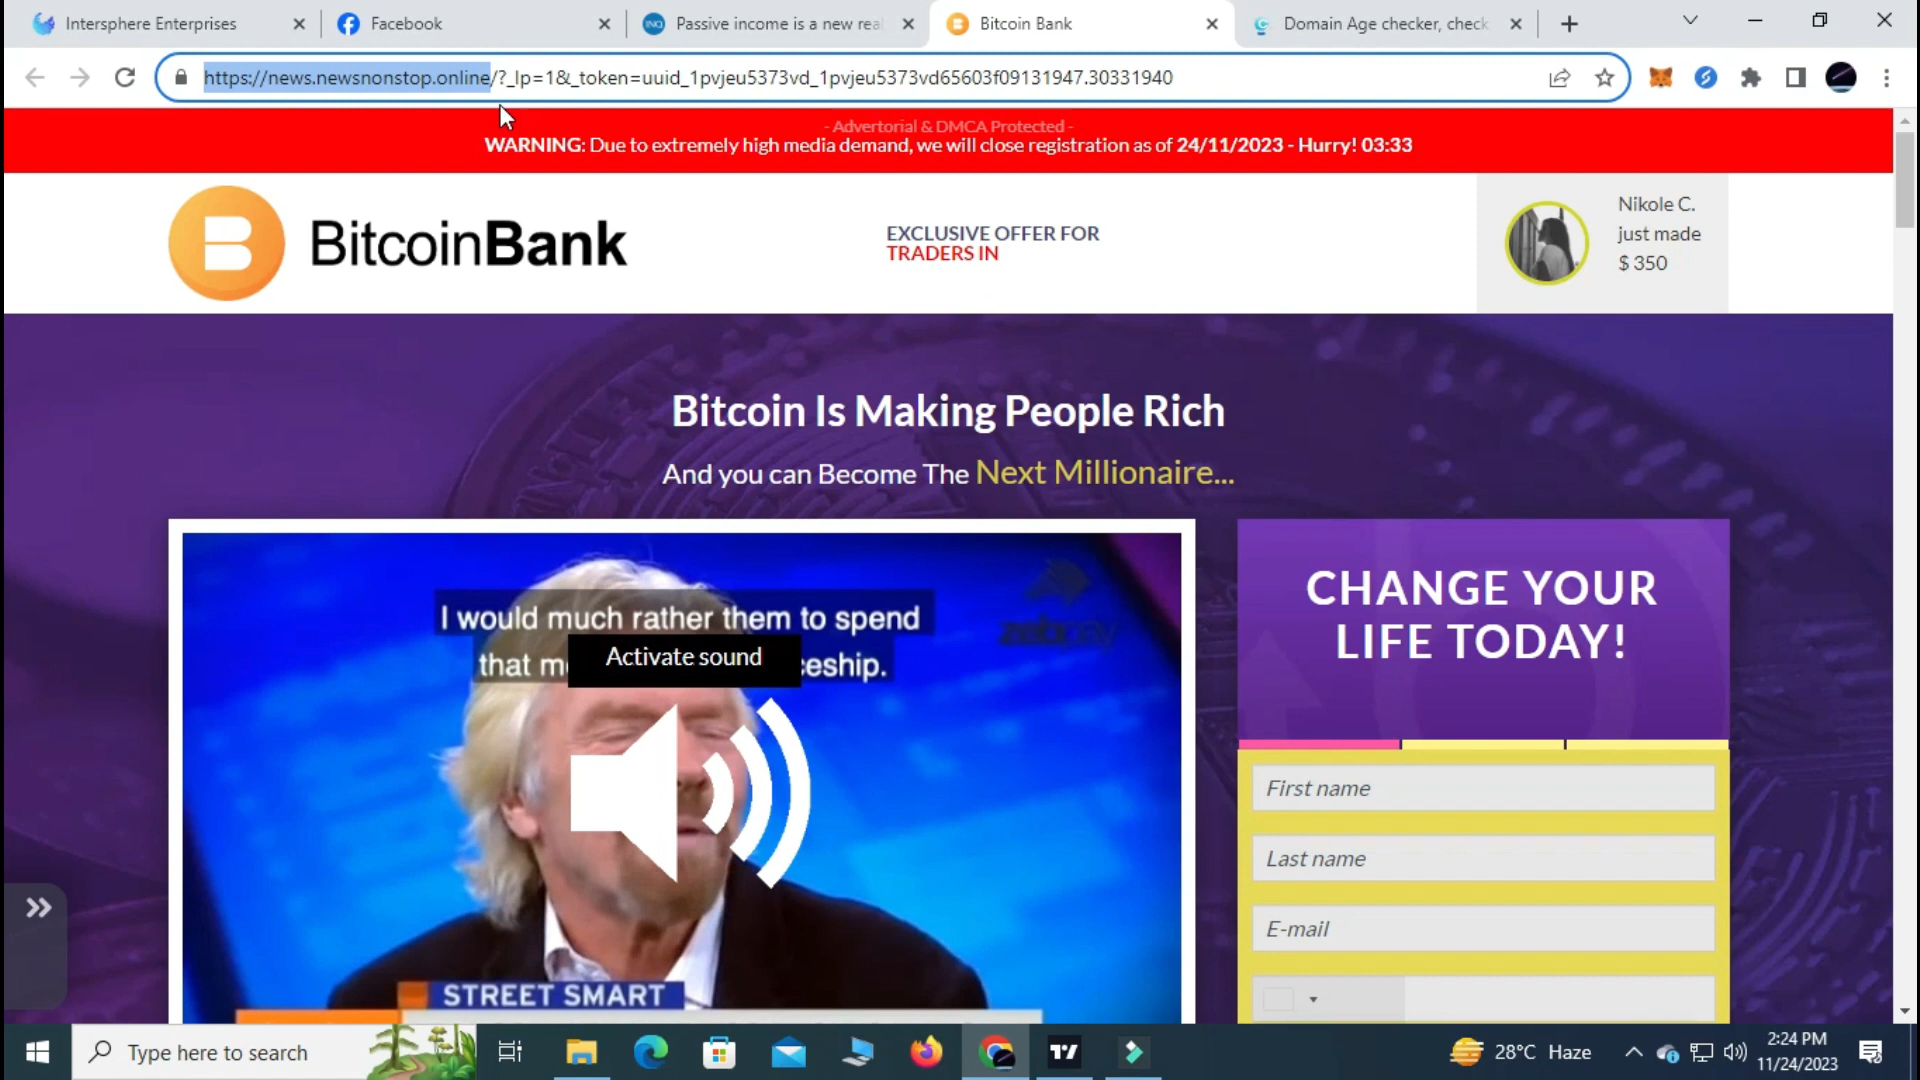 Intersphere Enterprises
Facebook
Passive income is a new rea
Bitcoin Bank
Domain Age checker, check
https://news.newsnonstop.online/?_lp=1&_token=uuid_1pvjeu5373vd_1pvjeu5373vd65603f09131947.30331940
- Advertorial & DMCA Protected -
WARNING: Due to extremely high media demand, we will close registration as of 24/11/2023 - Hurry! 03:33
BitcoinBank
EXCLUSIVE OFFER FOR
TRADERS IN
Nikole C.
just made
$ 350
Bitcoin Is Making People Rich
And you can Become The Next Millionaire...
zebpay
I would much rather them to spend
that
Activate sound
CHANGE YOUR
LIFE TODAY!
First name
Last name
E-mail
STREET SMART
Type here to search
28°C Haze
2:24 PM
11/24/2023